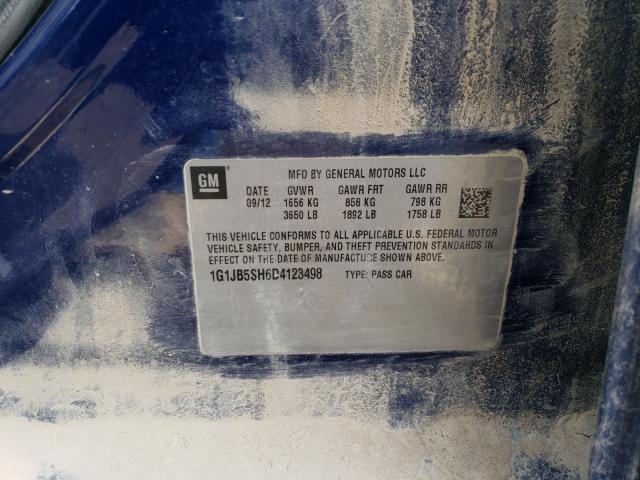 GM
MFD BY GENERAL MOTORS LLC
DATE GVWR GAWR FRT GAWR RR
09/12 1656 KG 858 KG 798 KG
3650 LB 1892 LB 1758 LB
THIS VEHICLE CONFORMS TO ALL APPLICABLE U.S. FEDERAL MOTOR
VEHICLE SAFETY, BUMPER, AND THEFT PREVENTION STANDARDS IN
EFFECT ON THE DATE OF MANUFACTURE SHOWN ABOVE.
1G1JB5SH6D4123498 TYPE: PASS CAR